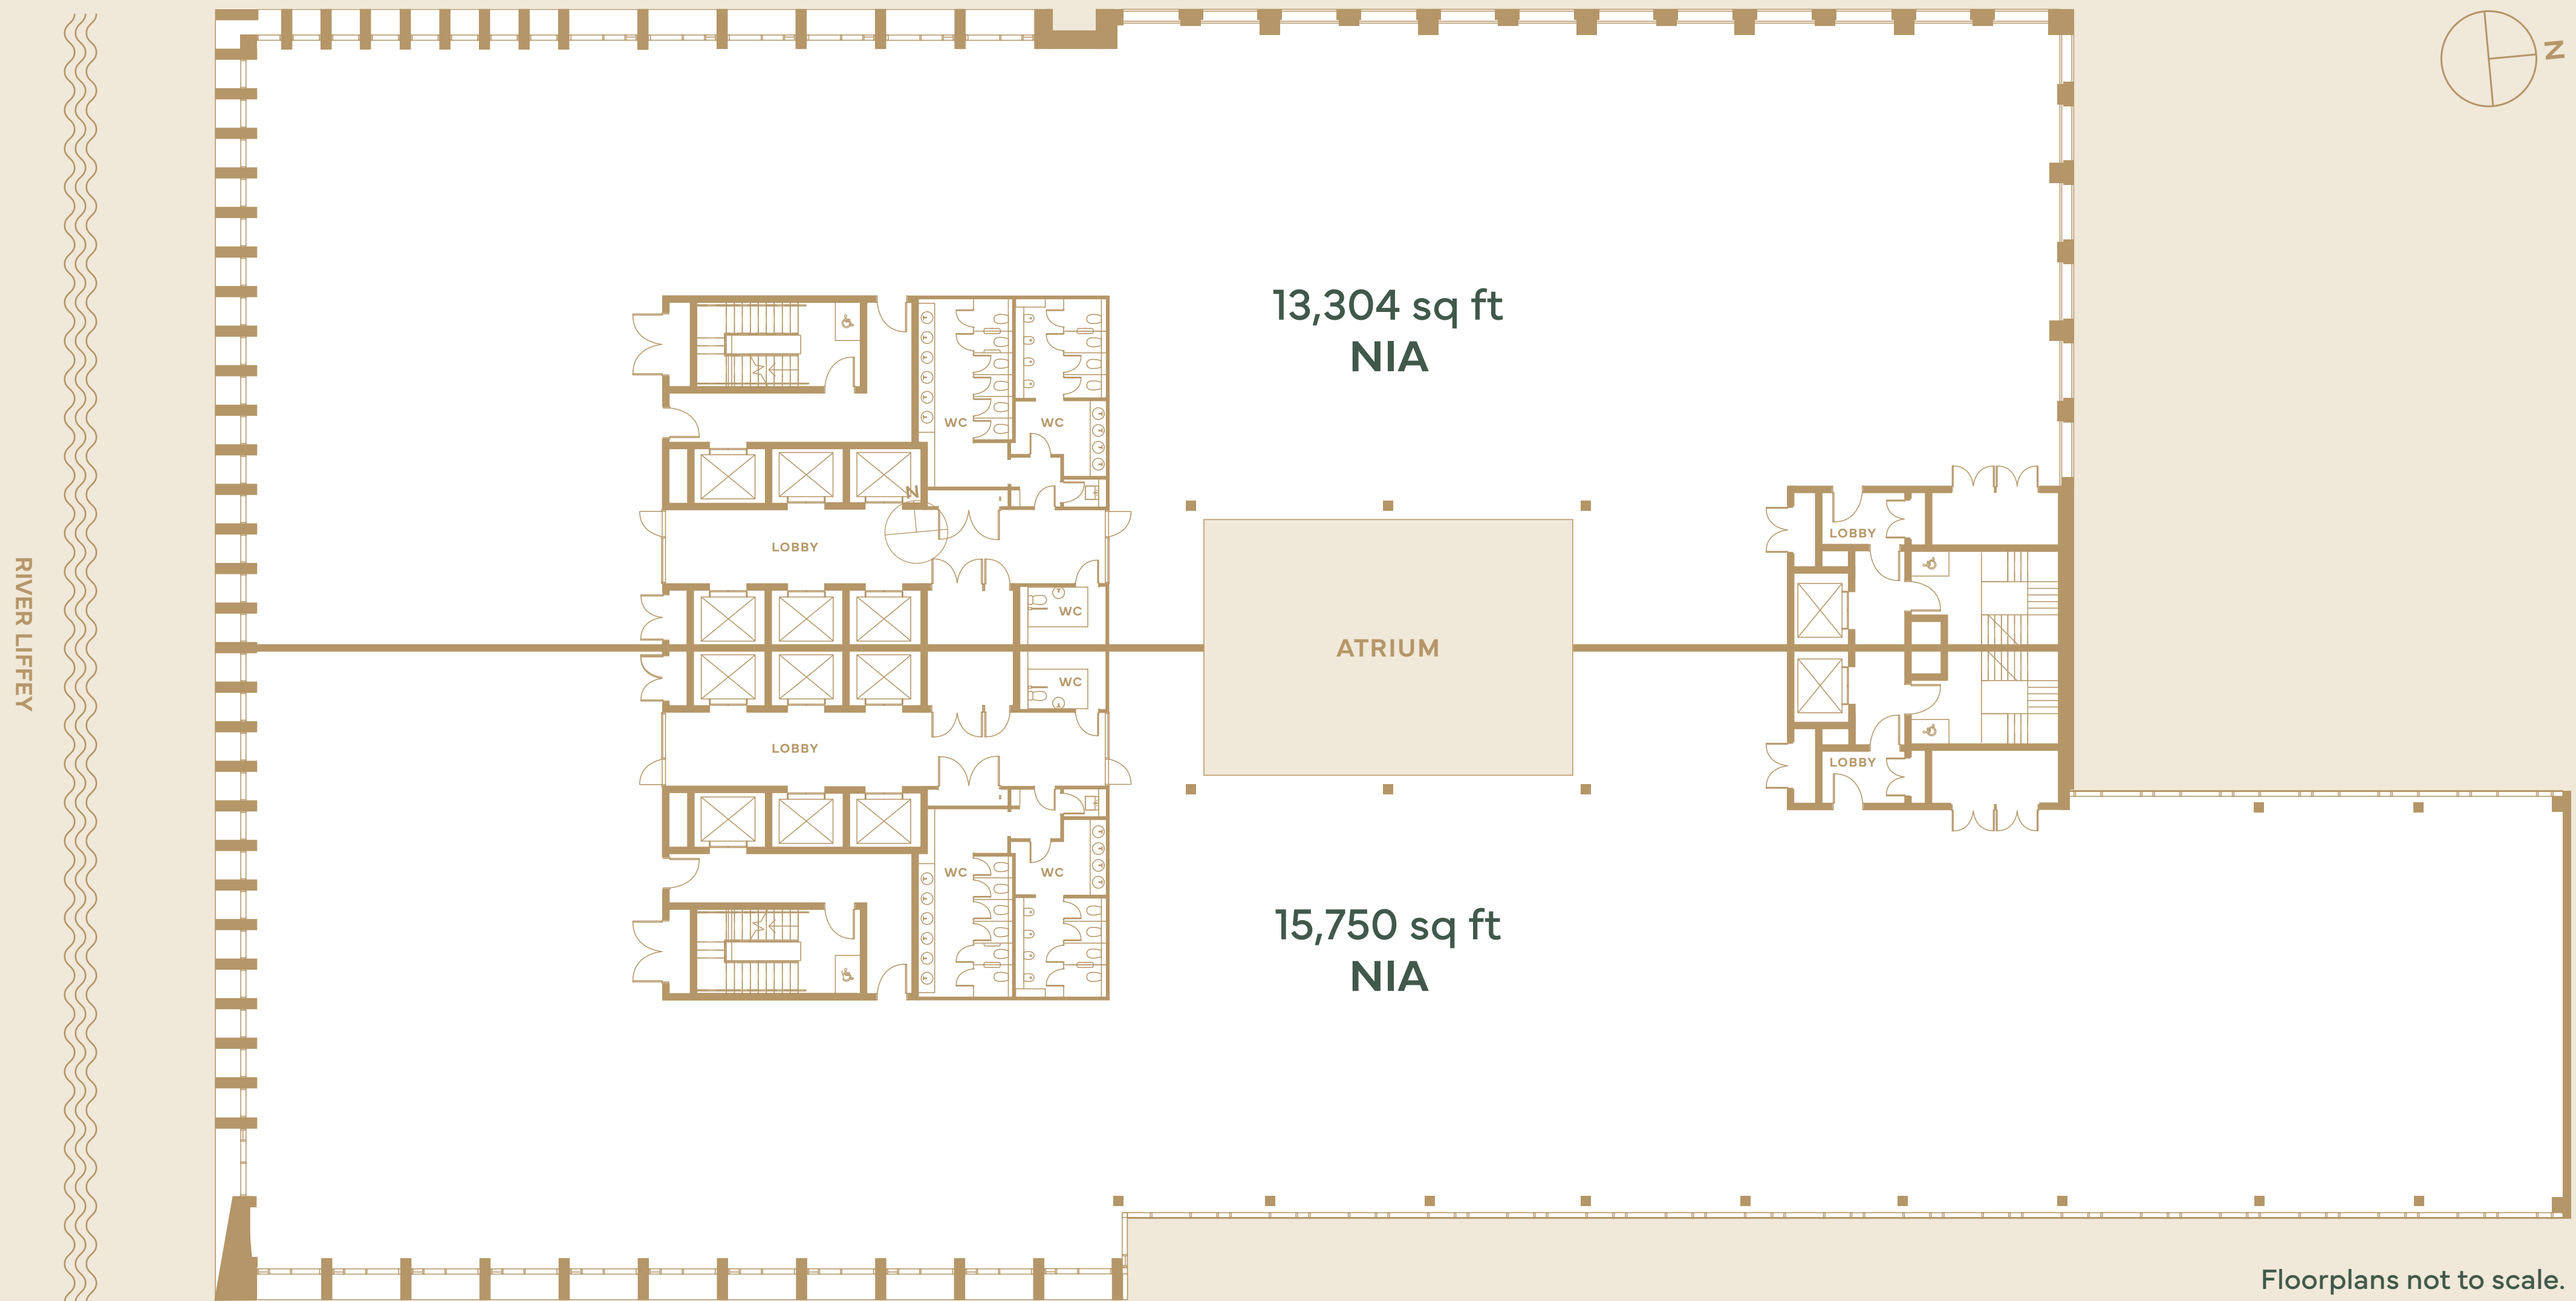 N
13,304 sq ft
NIA
WC
WC
N
LOBBY
LOBBY
WC
RIVER LIFFEY
ATRIUM
WC
LOBBY
LOBBY
WC
WC
15,750 sq ft
NIA
Floorplans not to scale.